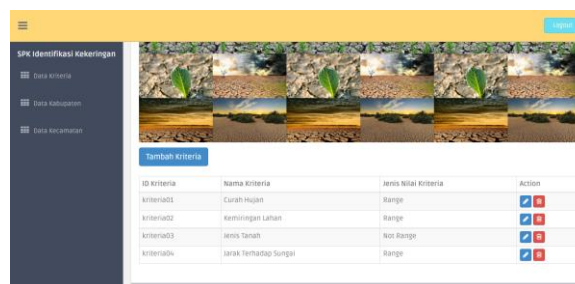 Logout
SPK Identifikasi Kekeringan
Data Kriteria
Data Kabupaten
Data Kecamatan
Tambah Kriteria
ID Kriteria Nama Kriteria Jenis Nilai Kriteria Action
kriteria01 Curah Hujan Range
kriteria02 Kemiringan Lahan Range
kriteria03 Jenis Tanah Not Range
kriteria04 Jarak Terhadap Sungai Range